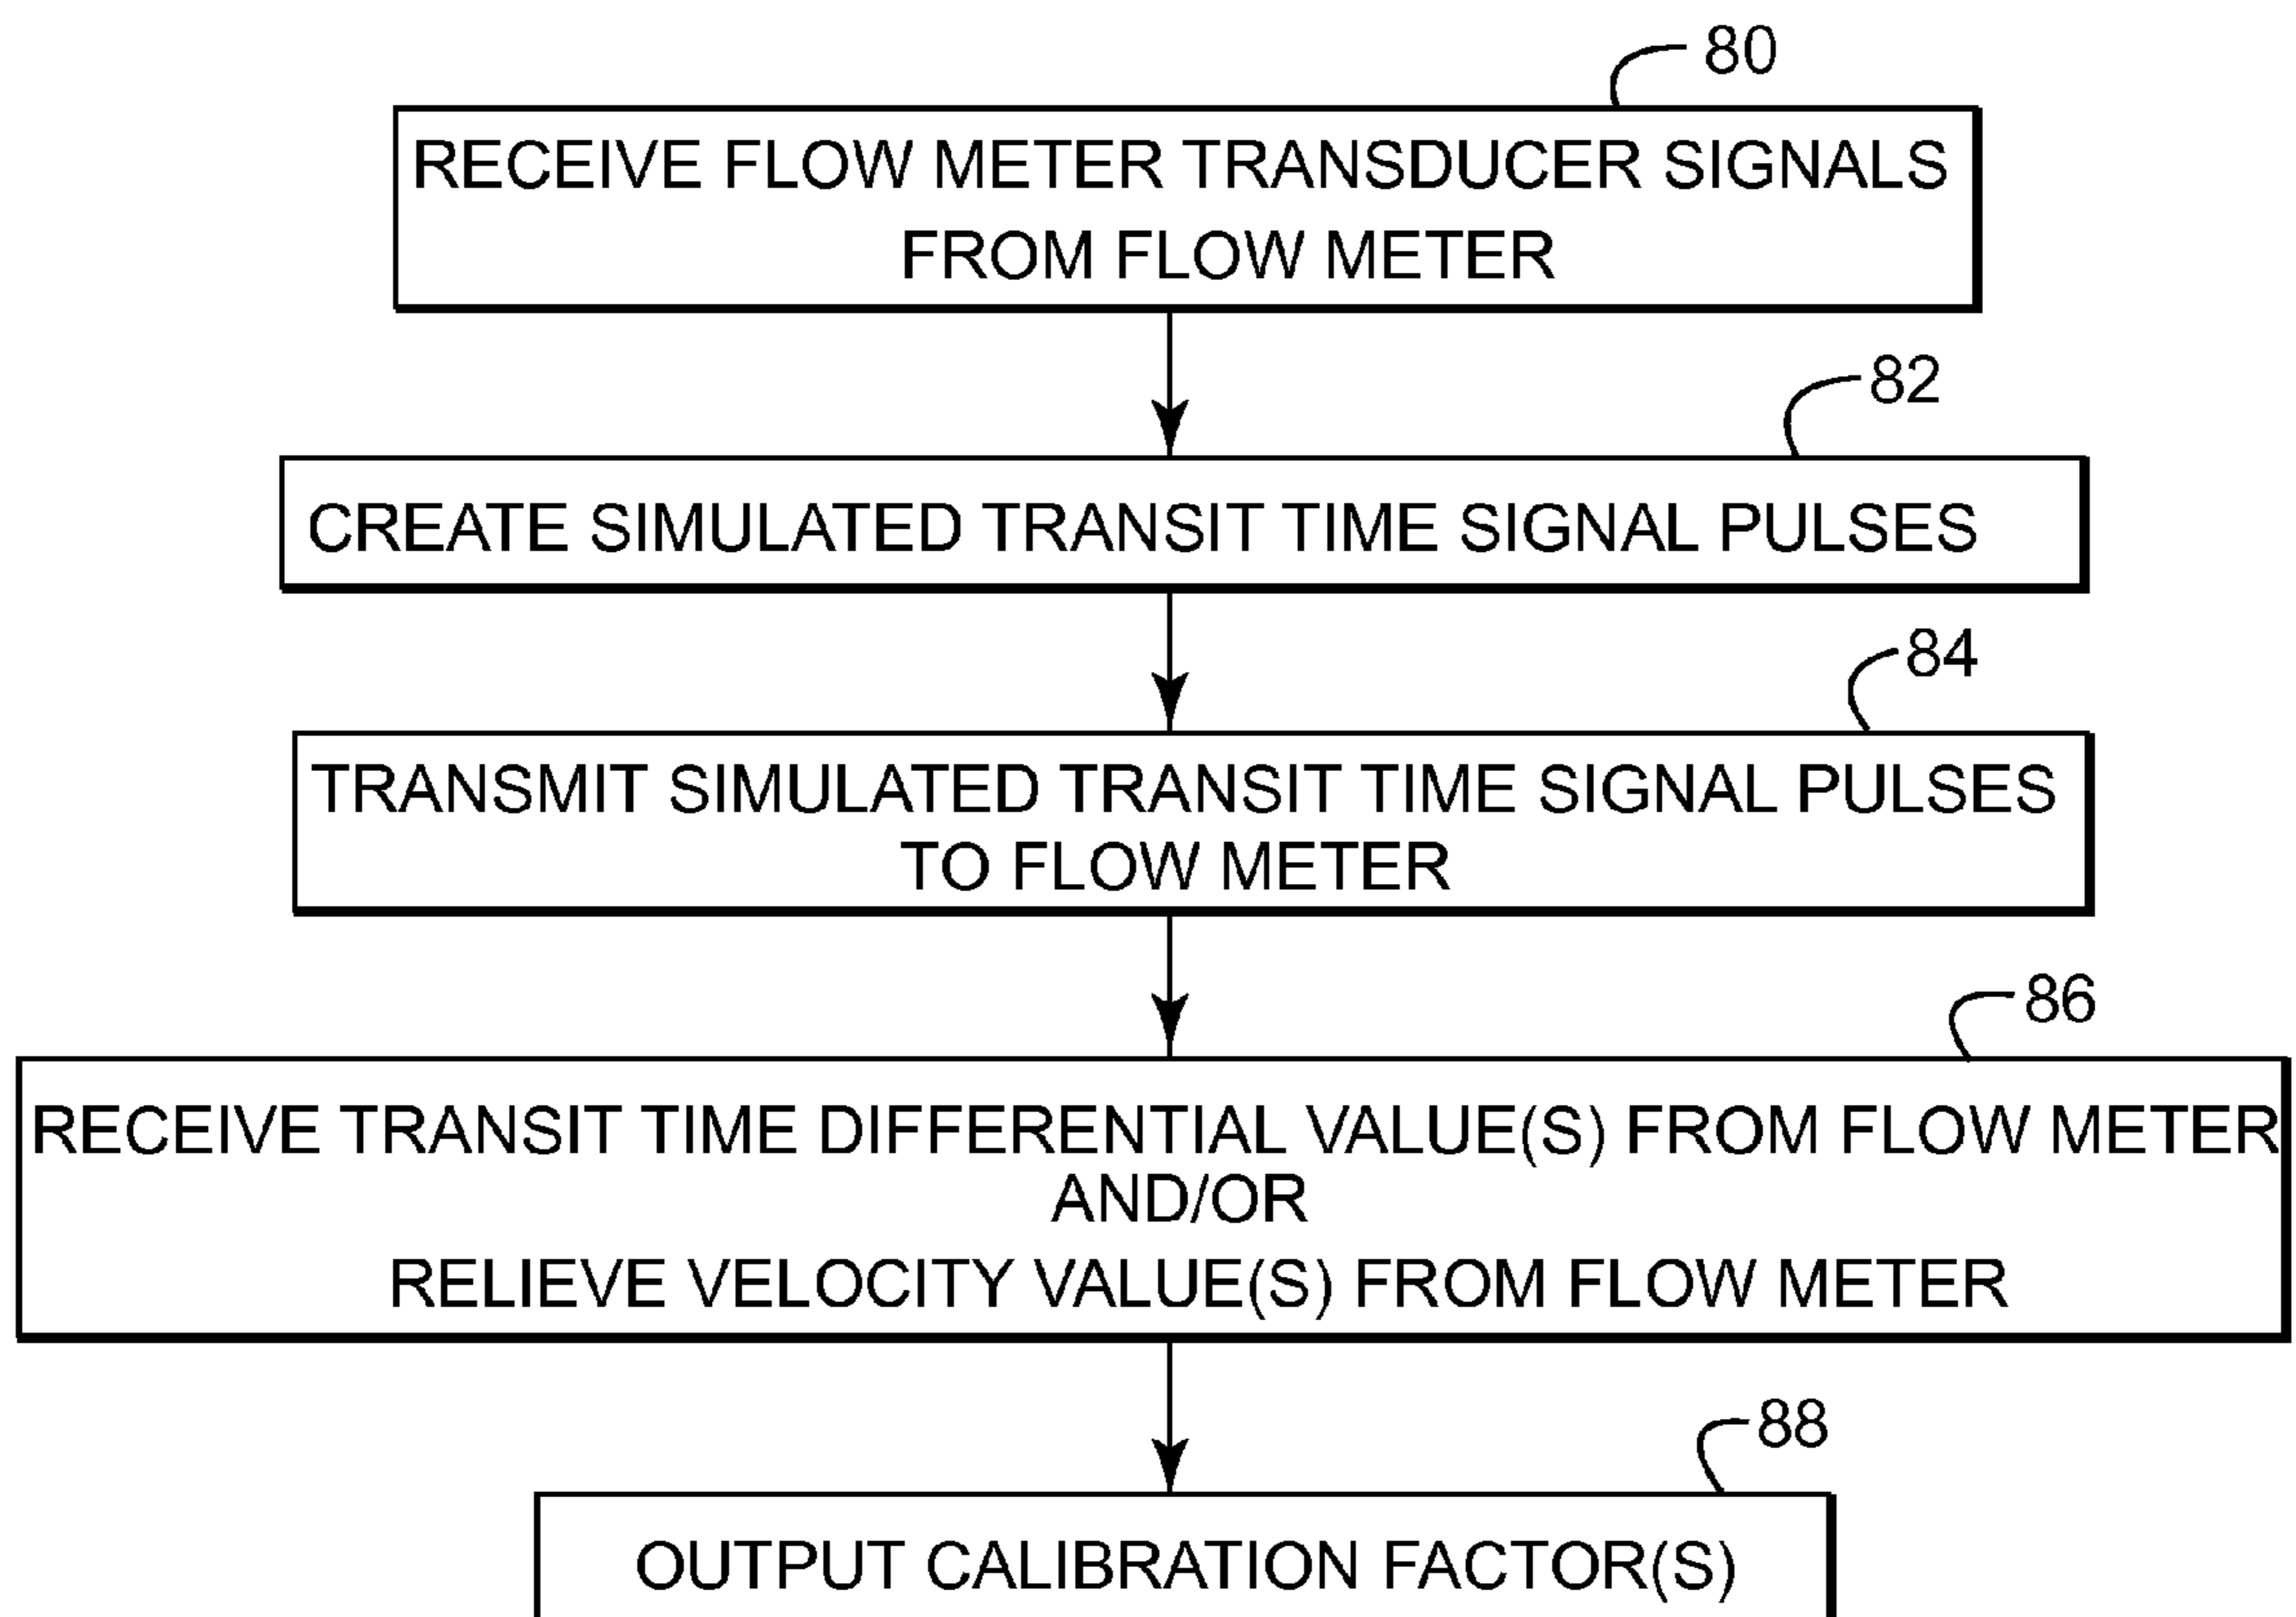 80
RECEIVE FLOW METER TRANSDUCER SIGNALS
FROM FLOW METER
82
CREATE SIMULATED TRANSIT TIME SIGNAL PULSES
84
TRANSMIT SIMULATED TRANSIT TIME SIGNAL PULSES
TO FLOW METER
86
RECEIVE TRANSIT TIME DIFFERENTIAL VALUE(S) FROM FLOW METER
AND/OR
RELIEVE VELOCITY VALUE(S) FROM FLOW METER
88
OUTPUT CALIBRATION FACTOR(S)